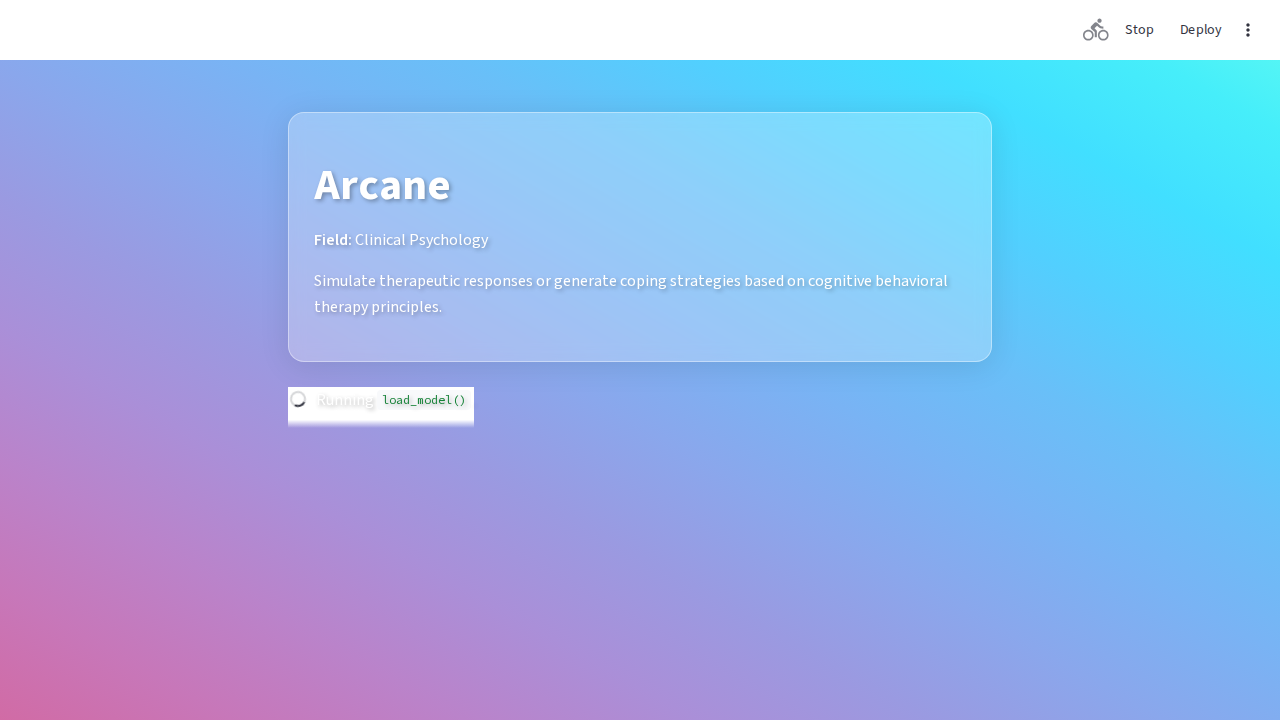 Stop
Deploy
Arcane
Field: Clinical Psychology
Simulate therapeutic responses or generate coping strategies based on cognitive behavioral
therapy principles.
Running load_model()